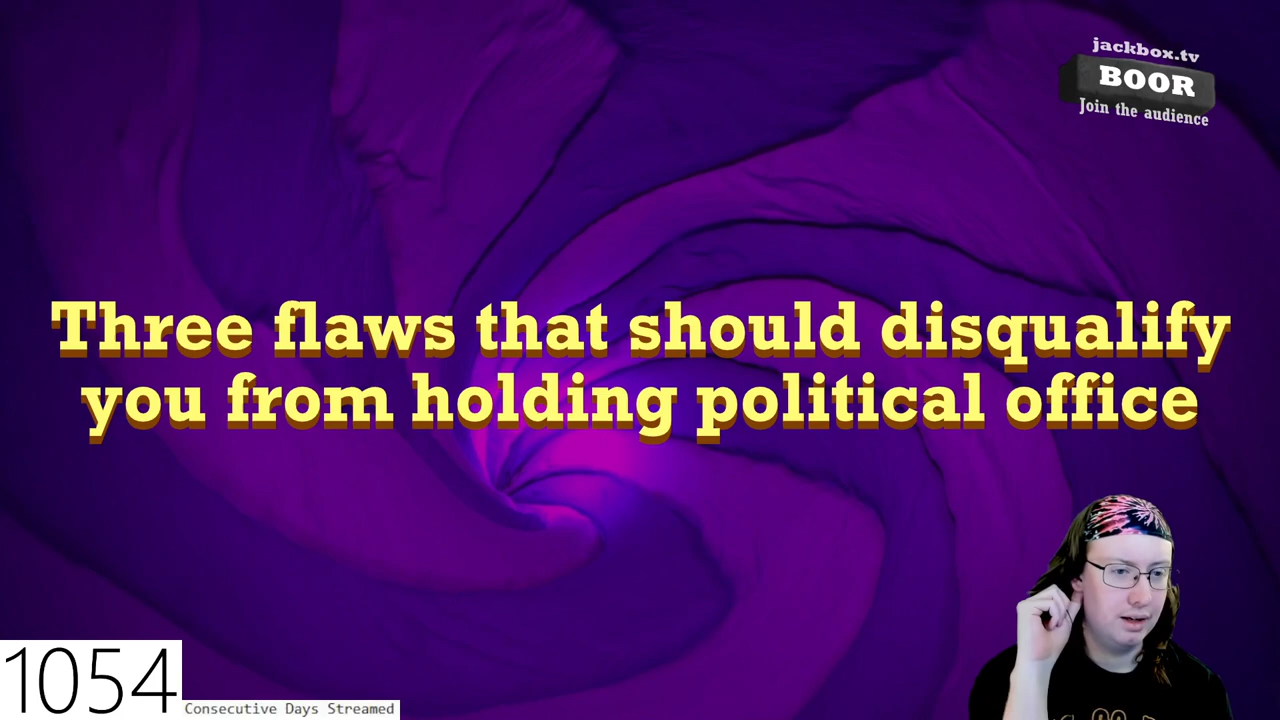 jackbox.tv
BOOR
Join the audience
Three flaws that should disqualify
you from holding political office
1054
Consecutive Days Streamed